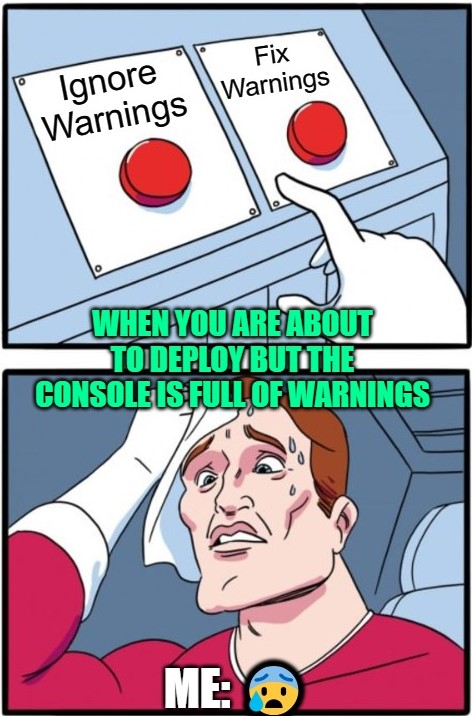 Ignore
Warnings
Fix
Warnings
WHEN YOU ARE ABOUT
TO DEPLOY BUT THE
CONSOLE IS FULL OF WARNINGS
ME: 😰